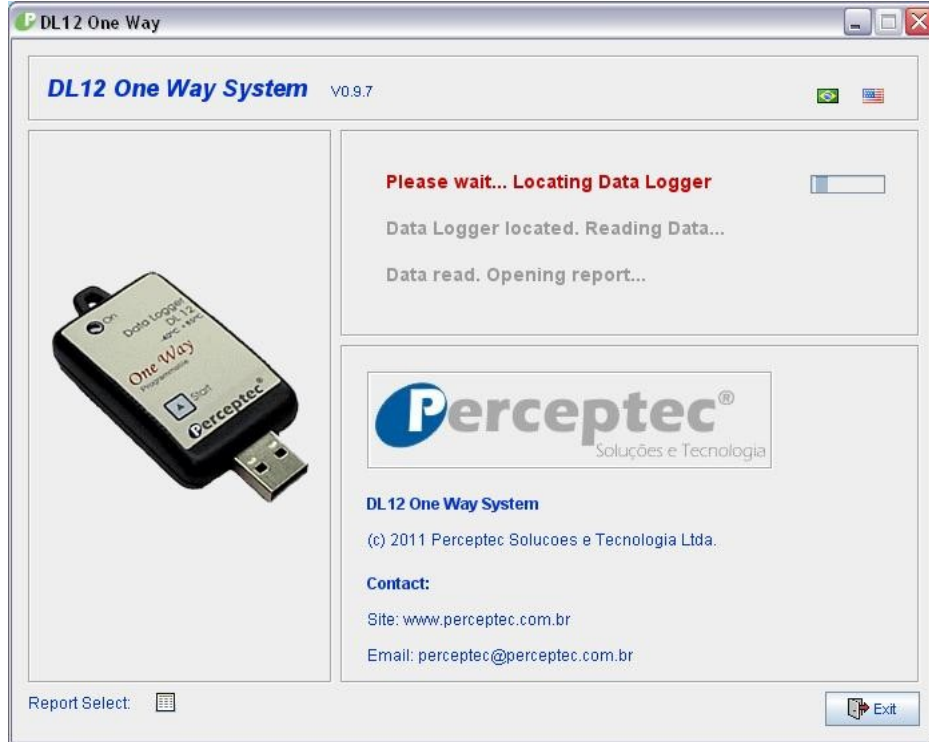 DL12 One Way
DL12 One Way System V0.9.7
Please wait... Locating Data Logger
Data Logger located. Reading Data...
Data read. Opening report...
On
Data Logger
DL 12
-40ºC +80ºC
One Way
Programmable
Start
Perceptec®
Perceptec®
Soluções e Tecnologia
DL12 One Way System
(c) 2011 Perceptec Solucoes e Tecnologia Ltda.
Contact:
Site: www.perceptec.com.br
Email: perceptec@perceptec.com.br
Report Select:
Exit